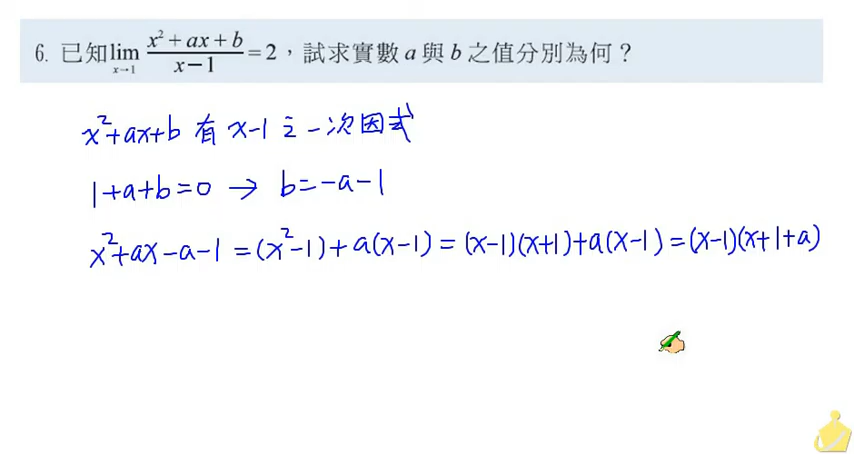 6. 已知 lim_{x→1} (x² + ax + b)/(x − 1) = 2，試求實數 a 與 b 之值分別為何？
x²+ax+b 有 x-1 之一次因式
1+a+b=0 → b=-a-1
x²+ax-a-1=(x²-1)+a(x-1)=(x-1)(x+1)+a(x-1)=(x-1)(x+1+a)